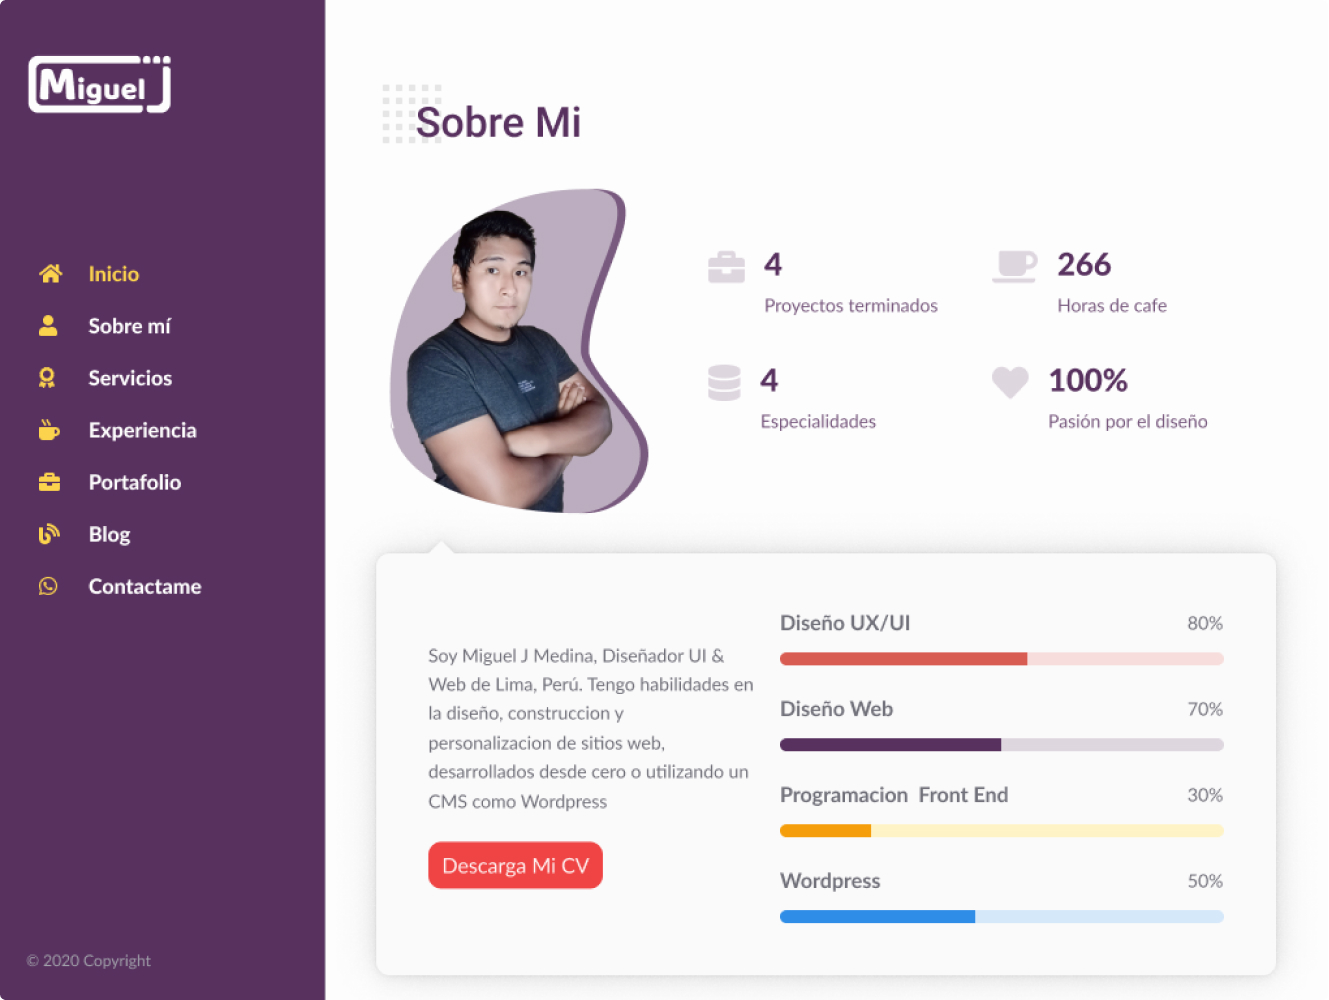 Miguel J
Inicio
Sobre mí
Servicios
Experiencia
Portafolio
Blog
Contactame
© 2020 Copyright
Sobre Mi
4
Proyectos terminados
266
Horas de cafe
4
Especialidades
100%
Pasión por el diseño
Soy Miguel J Medina, Diseñador UI &
Web de Lima, Perú. Tengo habilidades en
la diseño, construccion y
personalizacion de sitios web,
desarrollados desde cero o utilizando un
CMS como Wordpress
Descarga Mi CV
Diseño UX/UI 80%
Diseño Web 70%
Programacion  Front End 30%
Wordpress 50%